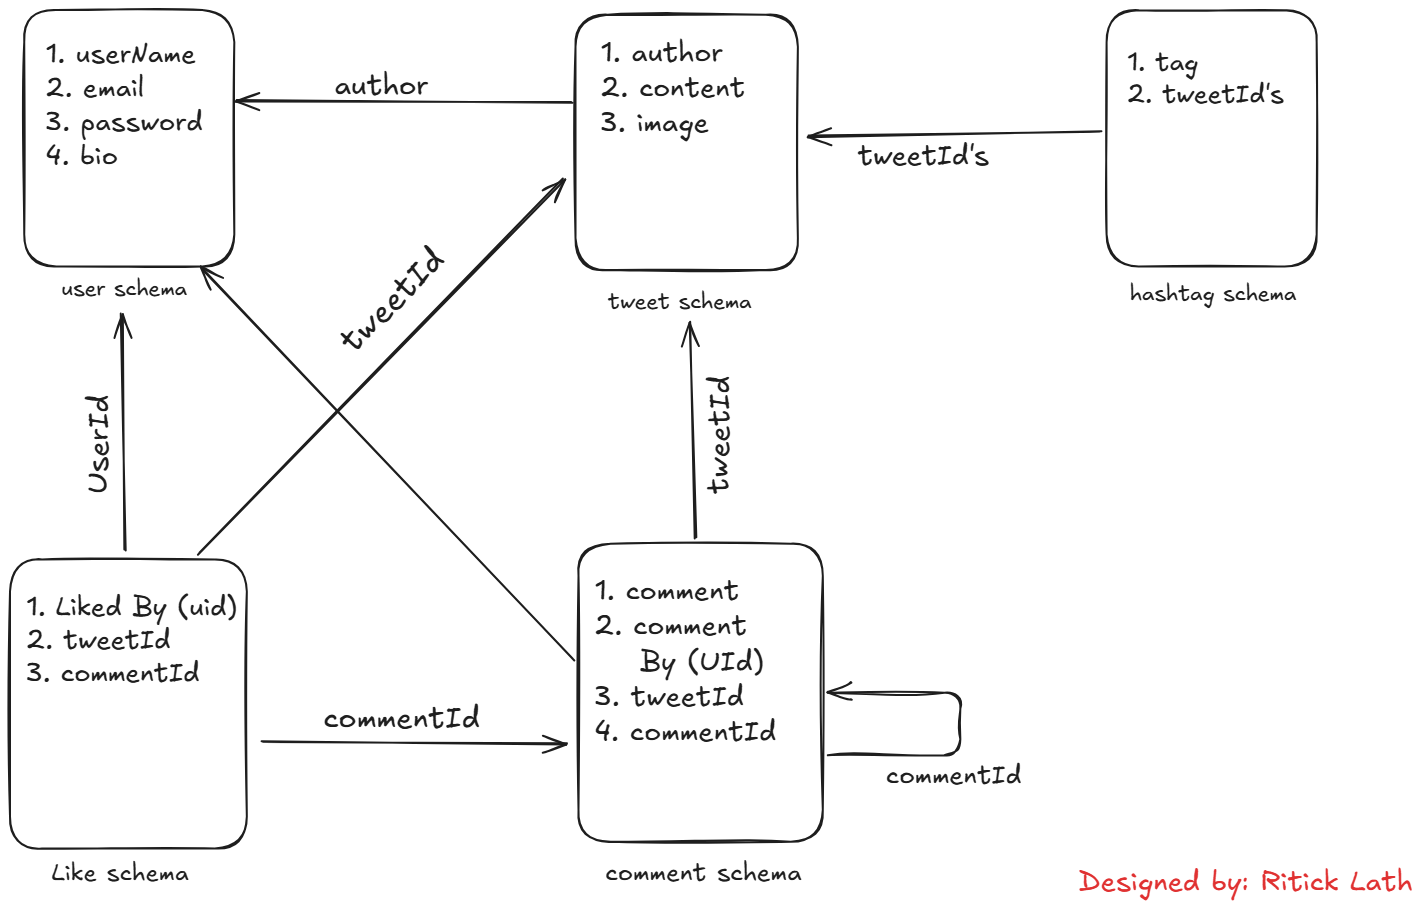 1. userName
2. email
3. password
4. bio
user schema
author
1. author
2. content
3. image
tweet schema
tweetId's
1. tag
2. tweetId's
hashtag schema
UserId
tweetId
tweetId
1. Liked By (uid)
2. tweetId
3. commentId
Like schema
commentId
1. comment
2. comment
By (UId)
3. tweetId
4. commentId
comment schema
commentId
Designed by: Ritick Lath